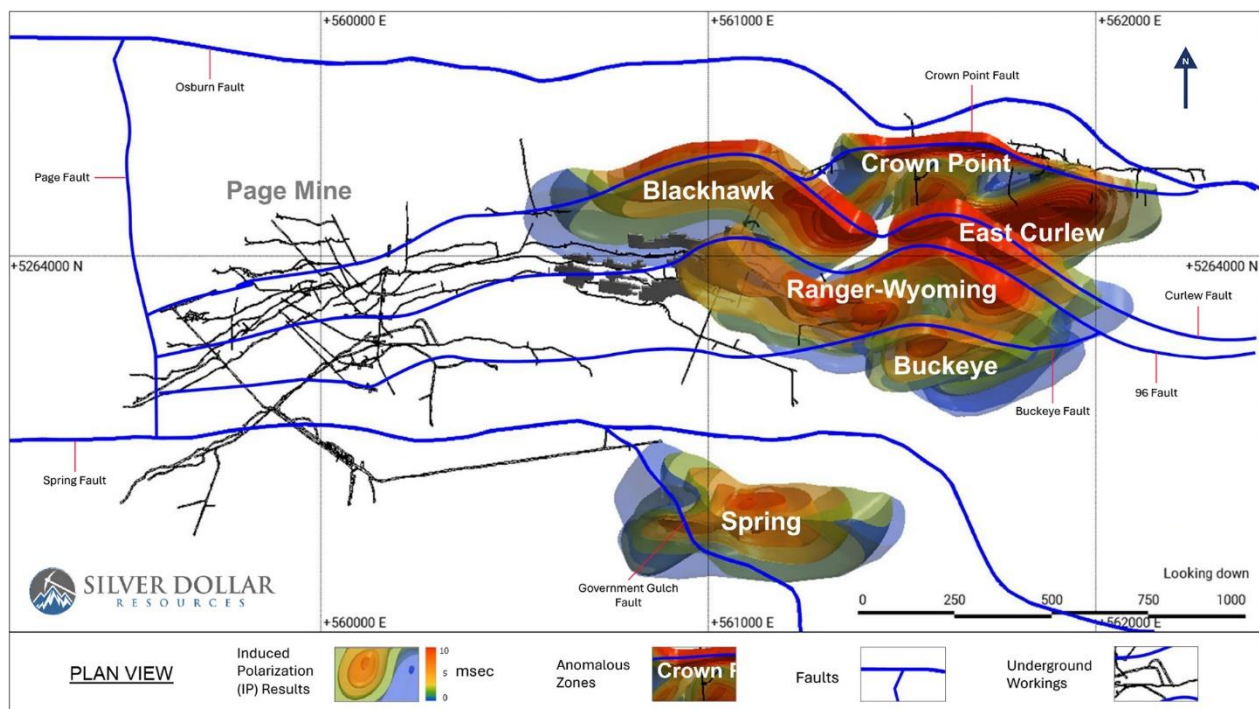 +560000 E
+561000 E
+562000 E
N
Osburn Fault
Crown Point Fault
Page Fault
Page Mine
Crown Point
Blackhawk
East Curlew
+5264000 N
+5264000 N
Ranger-Wyoming
Curlew Fault
Buckeye
96 Fault
Buckeye Fault
Spring Fault
Spring
Government Gulch
Fault
Looking down
SILVER DOLLAR
RESOURCES
0 250 500 750 1000
+560000 E
+561000 E
+562000 E
PLAN VIEW
Induced
Polarization
(IP) Results
10
5
0
msec
Anomalous
Zones
Crown P
Faults
Underground
Workings